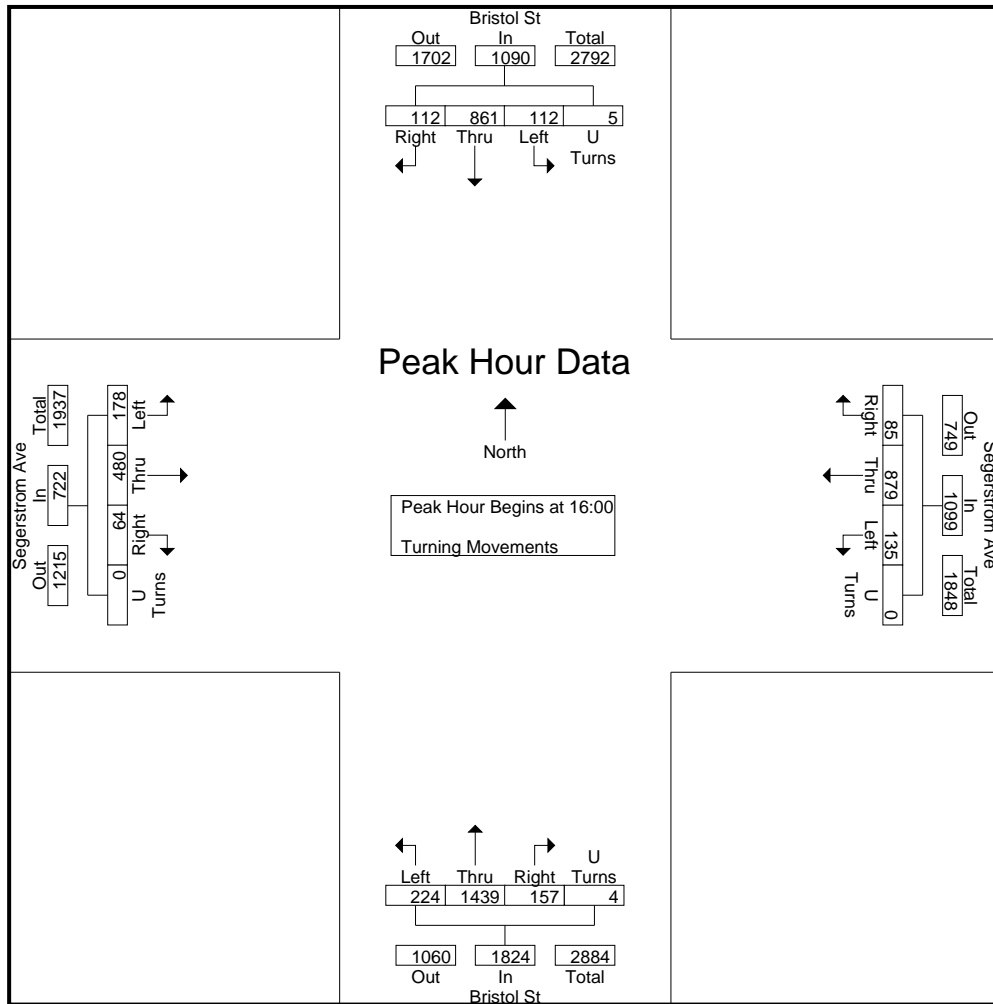 Bristol St
Out In Total
1702 1090 2792
112 861 112 5
Right Thru Left U Turns
Peak Hour Data
North
Peak Hour Begins at 16:00
Turning Movements
Segerstrom Ave
Total In Out
1937 722 1215
178 480 64 0
Left Thru Right U Turns
Segerstrom Ave
Out In Total
749 1099 1848
85 879 135 0
Right Thru Left U Turns
Left Thru Right U Turns
224 1439 157 4
1060 1824 2884
Out In Total
Bristol St